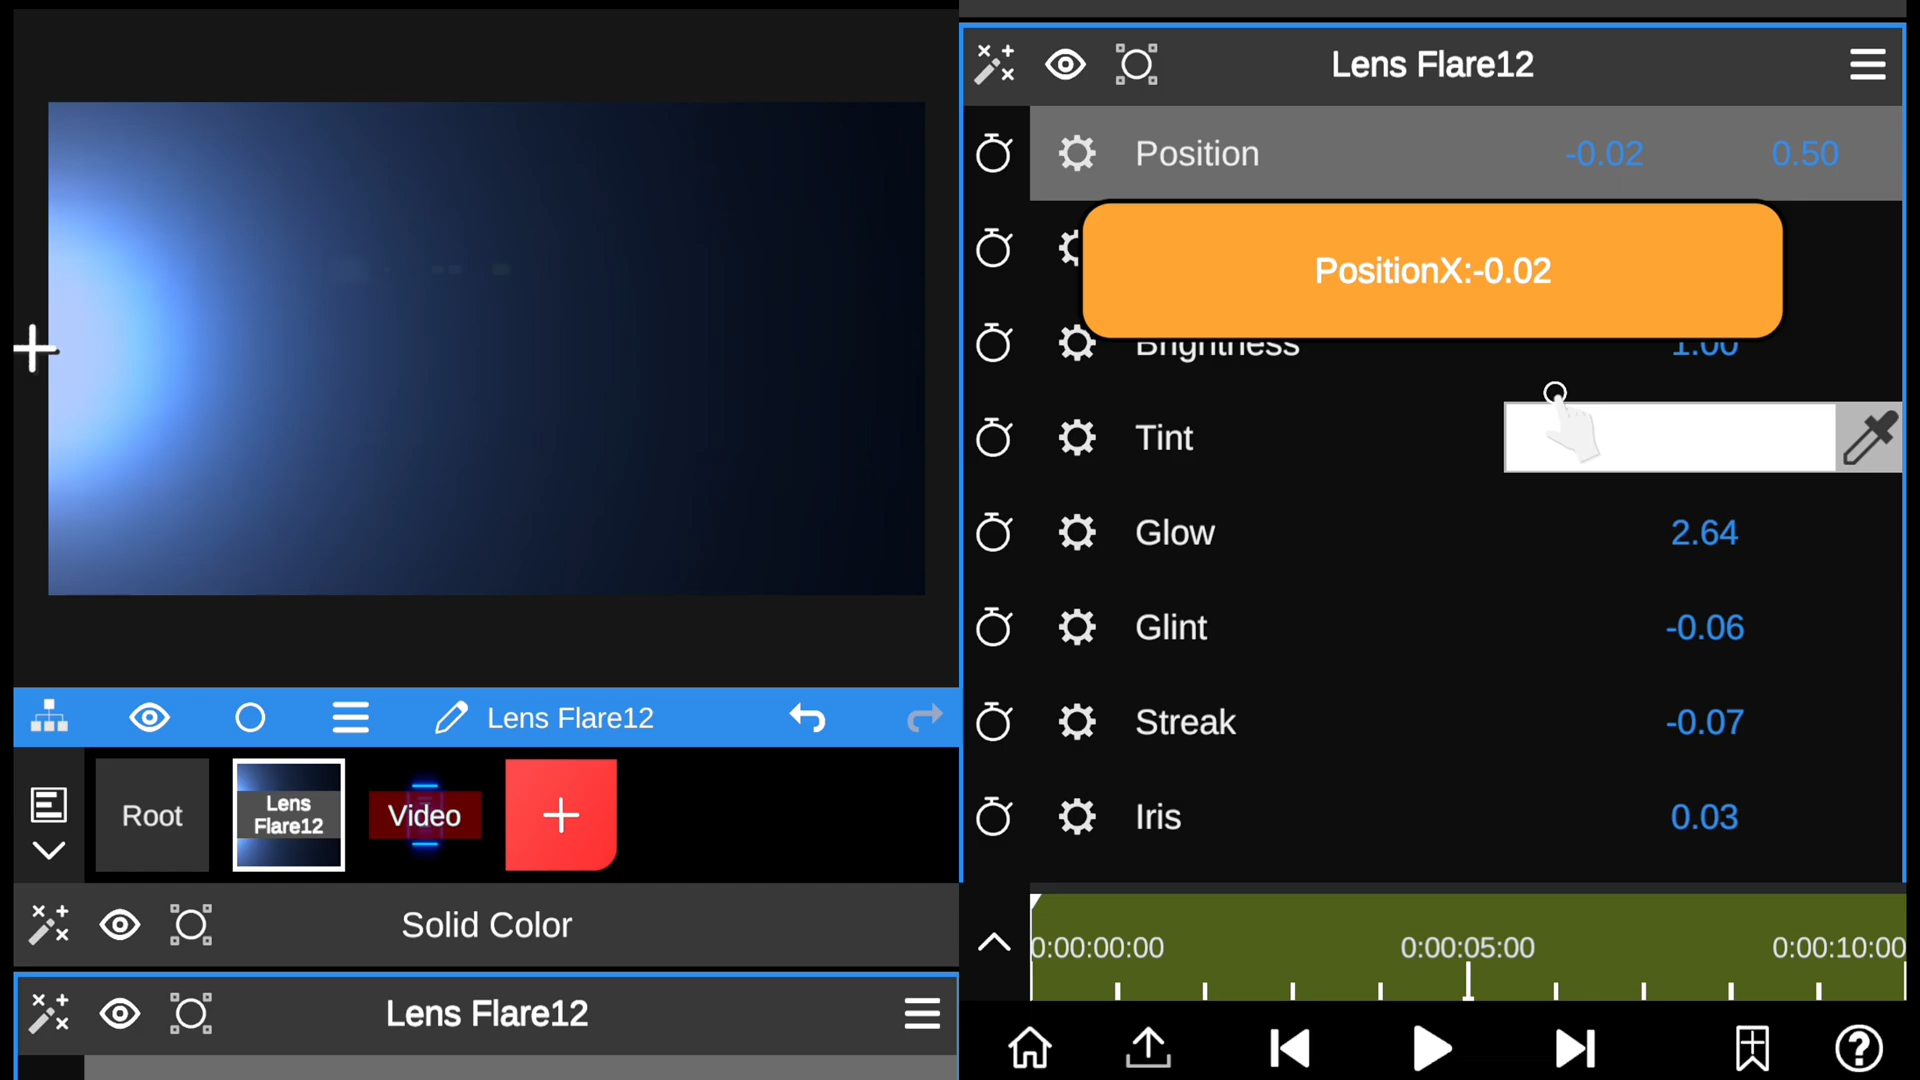 Lens Flare12
Position -0.02 0.50
PositionX:-0.02
Brightness 1.00
Tint
Glow 2.64
Glint -0.06
Streak -0.07
Iris 0.03
Lens Flare12
Root
Lens
Flare12
Video
Solid Color
Lens Flare12
0:00:00:00 0:00:05:00 0:00:10:00